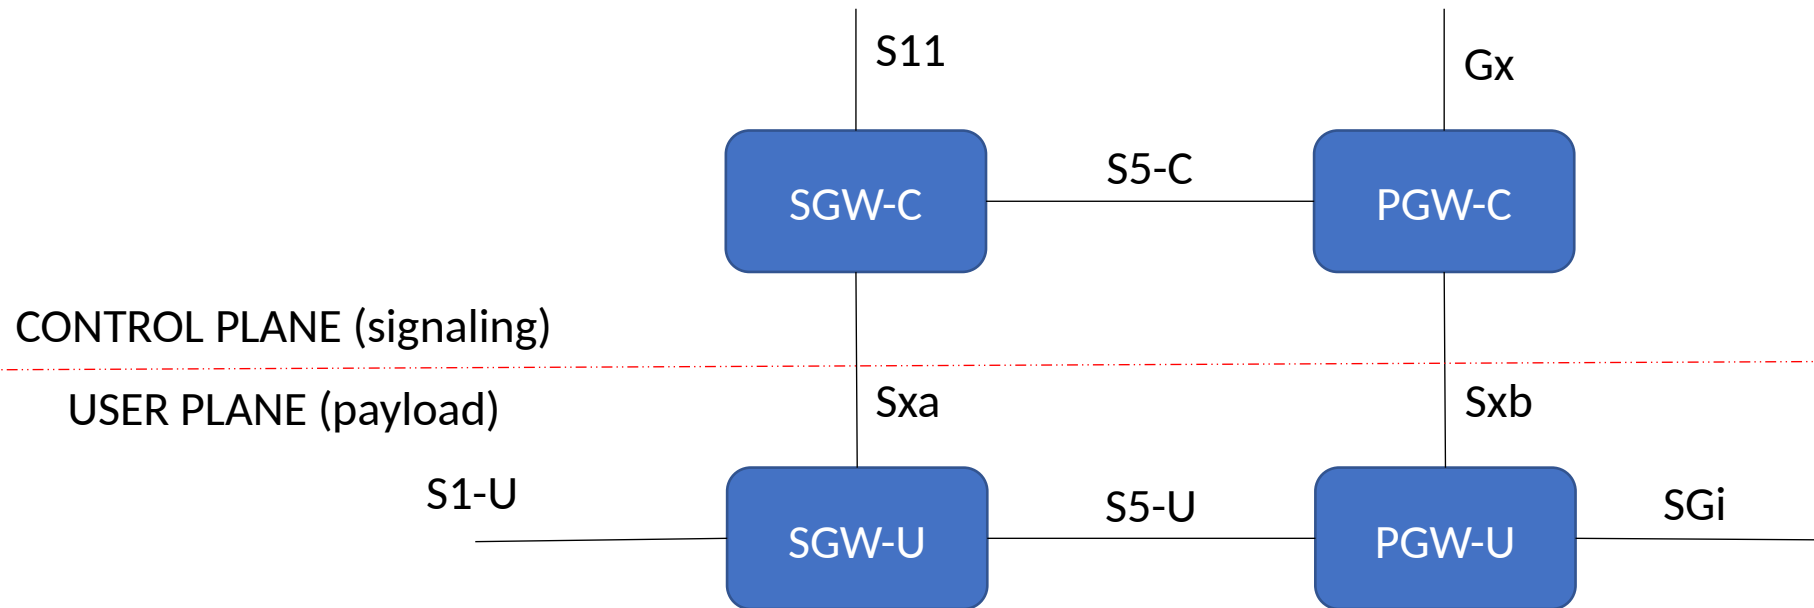 S11
Gx
S5-C
SGW-C
PGW-C
CONTROL PLANE (signaling)
USER PLANE (payload)
Sxa
Sxb
S1-U
S5-U
SGi
SGW-U
PGW-U